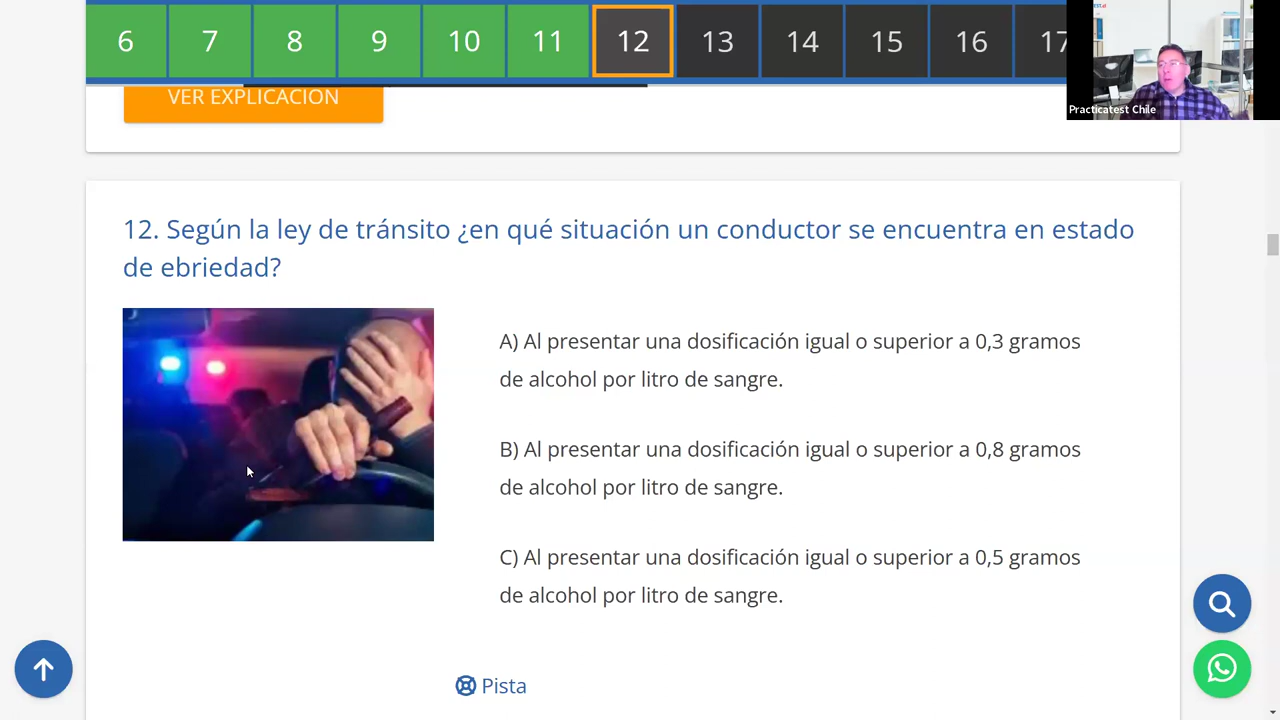 6 7 8 9 10 11 12 13 14 15 16 17
Practicatest Chile
VER EXPLICACION
12. Según la ley de tránsito ¿en qué situación un conductor se encuentra en estado
de ebriedad?
A) Al presentar una dosificación igual o superior a 0,3 gramos
de alcohol por litro de sangre.
B) Al presentar una dosificación igual o superior a 0,8 gramos
de alcohol por litro de sangre.
C) Al presentar una dosificación igual o superior a 0,5 gramos
de alcohol por litro de sangre.
Pista